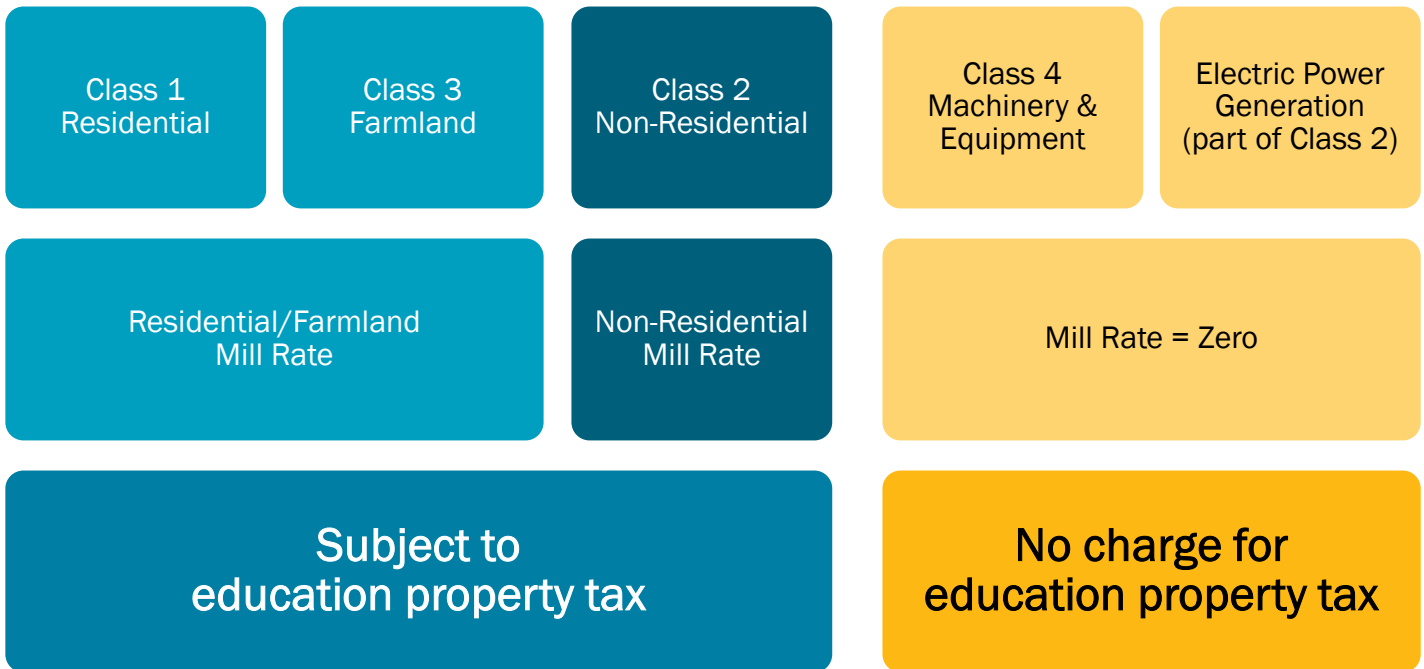 Class 1
Residential
Class 3
Farmland
Class 2
Non-Residential
Class 4
Machinery &
Equipment
Electric Power
Generation
(part of Class 2)
Residential/Farmland
Mill Rate
Non-Residential
Mill Rate
Mill Rate = Zero
Subject to
education property tax
No charge for
education property tax